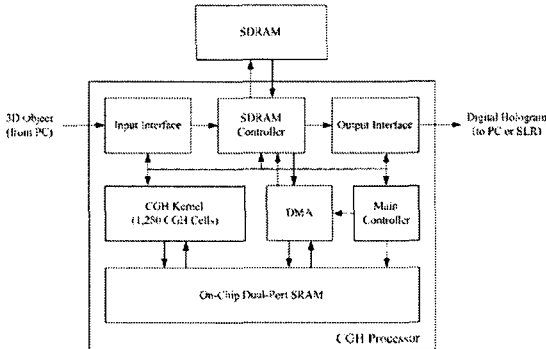 SDRAM
3D Object
(from PC)
Input Interface
SDRAM
Controller
Output Interface
Digital Hologram
(to PC or SLR)
CGH Kernel
(1,280 CGH Cells)
DMA
Main
Controller
On-Chip Dual-Port SRAM
CGH Processor